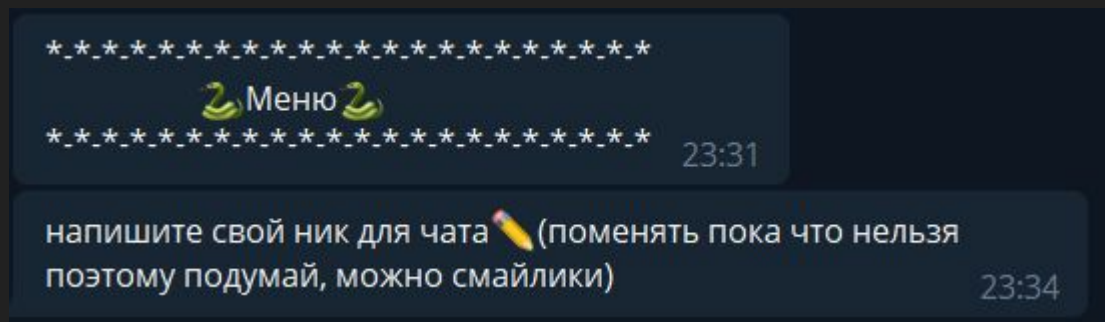 *-*-*-*-*-*-*-*-*-*-*-*-*-*-*-*-*-*-*-*-*-*
🐍Меню🐍
*-*-*-*-*-*-*-*-*-*-*-*-*-*-*-*-*-*-*-*-*-*
23:31
напишите свой ник для чата✏️(поменять пока что нельзя
поэтому подумай, можно смайлики)
23:34